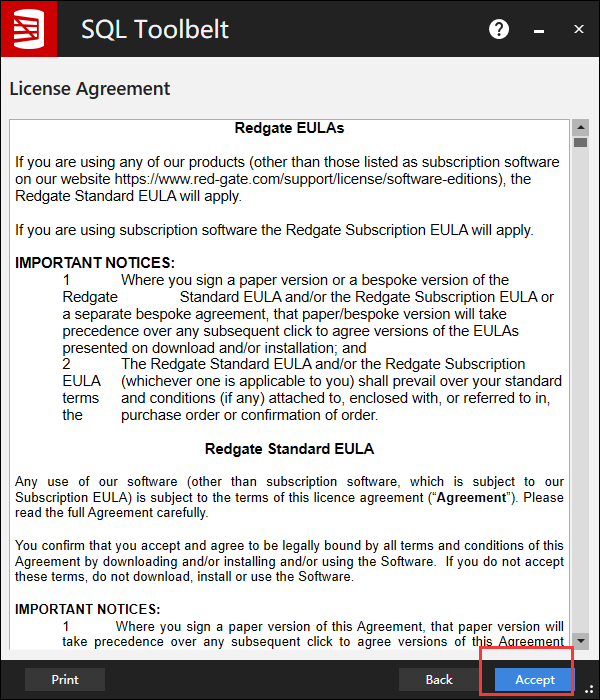 SQL Toolbelt
?
License Agreement
Redgate EULAs
If you are using any of our products (other than those listed as subscription software
on our website https://www.red-gate.com/support/license/software-editions), the
Redgate Standard EULA will apply.
If you are using subscription software the Redgate Subscription EULA will apply.
IMPORTANT NOTICES:
1 Where you sign a paper version or a bespoke version of the
Redgate Standard EULA and/or the Redgate Subscription EULA or
a separate bespoke agreement, that paper/bespoke version will take
precedence over any subsequent click to agree versions of the EULAs
presented on download and/or installation; and
2 The Redgate Standard EULA and/or the Redgate Subscription
EULA (whichever one is applicable to you) shall prevail over your standard
terms and conditions (if any) attached to, enclosed with, or referred to in,
the purchase order or confirmation of order.
Redgate Standard EULA
Any use of our software (other than subscription software, which is subject to our
Subscription EULA) is subject to the terms of this licence agreement (“Agreement”). Please
read the full Agreement carefully.
You confirm that you accept and agree to be legally bound by all terms and conditions of this
Agreement by downloading and/or installing and/or using the Software. If you do not accept
these terms, do not download, install or use the Software.
IMPORTANT NOTICES:
1 Where you sign a paper version of this Agreement, that paper version will
take precedence over any subsequent click to agree versions of this Agreement
Print
Back
Accept